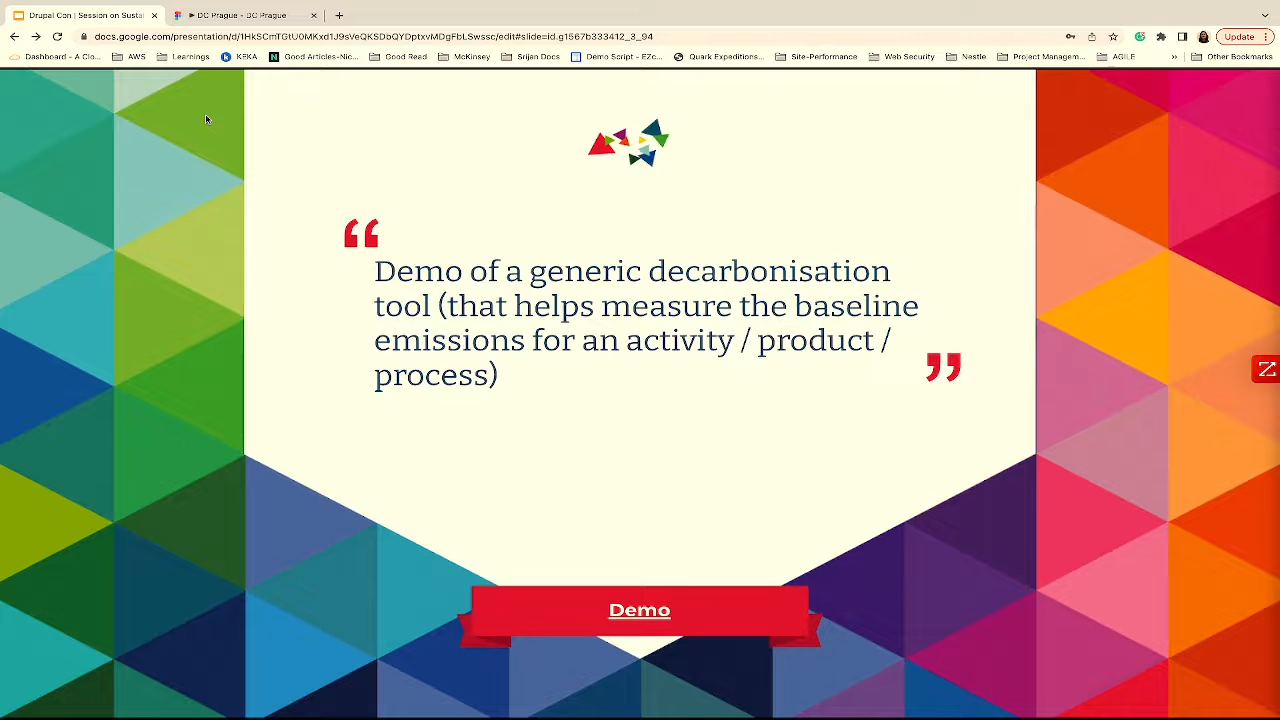 Drupal Con | Session on Sustai
DC Prague - DC Prague
docs.google.com/presentation/d/1HkSCmTGtU0MKxd1J9sVeQKSDbQYDptxvMDgFbLSwssc/edit#slide=id.g1567b333412_3_94
Update
Dashboard - A Clo...
AWS
Learnings
KEKA
Good Articles-Nic...
Good Read
McKinsey
Srijan Docs
Demo Script - EZc...
Quark Expeditions...
Site-Performance
Web Security
Nestle
Project Managem...
AGILE
Other Bookmarks
“
Demo of a generic decarbonisation
tool (that helps measure the baseline
emissions for an activity / product /
process)
”
Demo